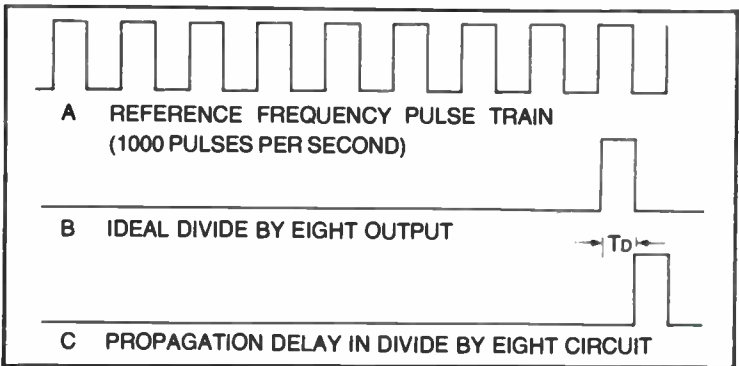 A REFERENCE FREQUENCY PULSE TRAIN
(1000 PULSES PER SECOND)
B IDEAL DIVIDE BY EIGHT OUTPUT
TD
C PROPAGATION DELAY IN DIVIDE BY EIGHT CIRCUIT